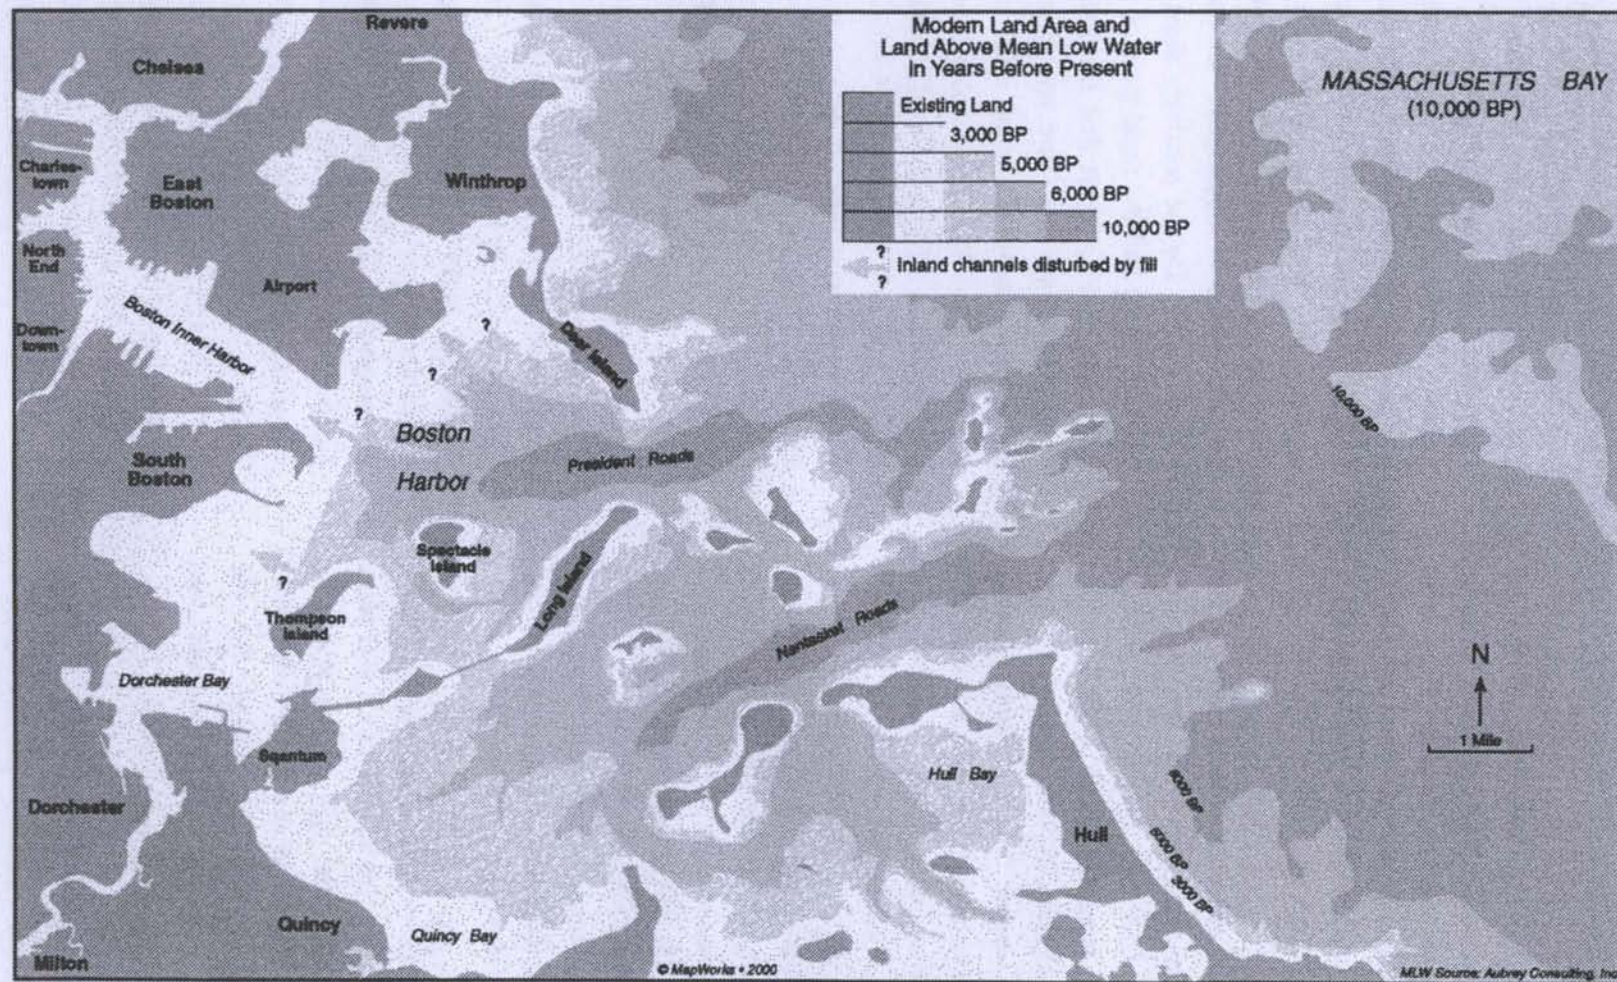 Revere
Chelsea
Modern Land Area and
Land Above Mean Low Water
in Years Before Present
Existing Land
3,000 BP
5,000 BP
6,000 BP
10,000 BP
?
Inland channels disturbed by fill
?
MASSACHUSETTS BAY
(10,000 BP)
Charles-
town
East
Boston
Winthrop
North
End
Airport
Down-
town
Boston Inner Harbor
?
Deer Island
?
?
10,000 BP
Boston
Harbor
President Roads
South
Boston
Spectacle
Island
Long Island
?
Thompson
Island
Nantasket Roads
Dorchester Bay
N
1 Mile
Sqantum
Hull Bay
Dorchester
6000 BP
5000 BP
3000 BP
Hull
Quincy
Quincy Bay
Milton
© MapWorks • 2000
MLW Source: Aubrey Consulting, Inc